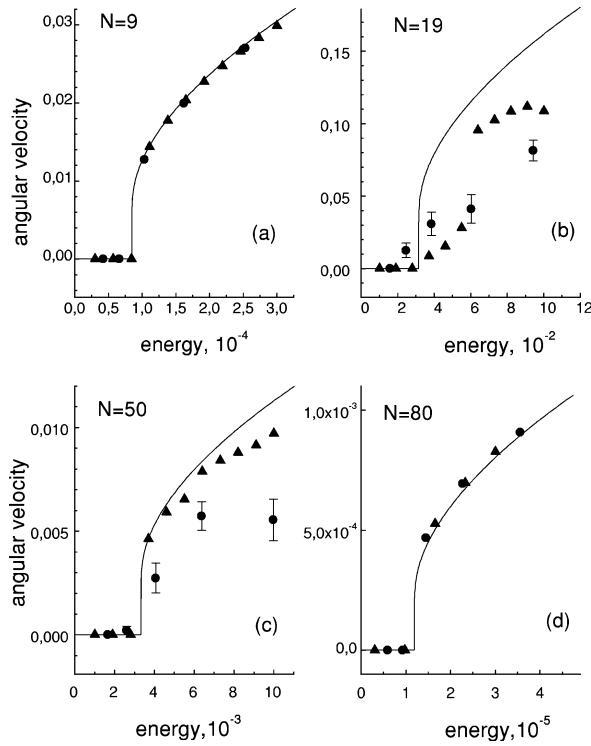 N=9
angular velocity
0,03
0,02
0,01
0,00
(a)
0,0 0,5 1,0 1,5 2,0 2,5 3,0
energy, 10⁻⁴
N=19
0,15
0,10
0,05
0,00
(b)
0 2 4 6 8 10 12
energy, 10⁻²
N=50
angular velocity
0,010
0,005
0,000
(c)
0 2 4 6 8 10
energy,10⁻³
N=80
1,0x10⁻³
5,0x10⁻⁴
0,0
(d)
0 1 2 3 4
energy, 10⁻⁵